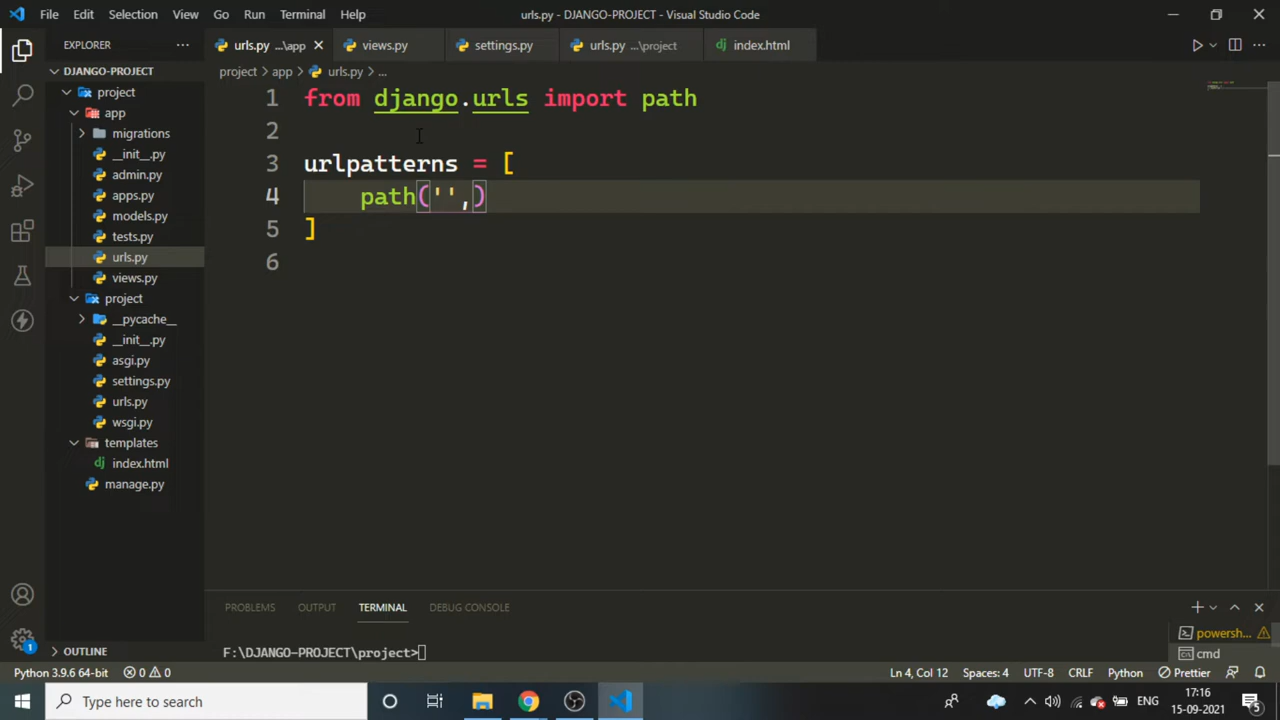 File Edit Selection View Go Run Terminal Help urls.py - DJANGO-PROJECT - Visual Studio Code
EXPLORER
urls.py ...\app views.py settings.py urls.py ...\project index.html
DJANGO-PROJECT
project > app > urls.py > ...
project
app
migrations
__init__.py
admin.py
apps.py
models.py
tests.py
urls.py
views.py
project
__pycache__
__init__.py
asgi.py
settings.py
urls.py
wsgi.py
templates
index.html
manage.py
OUTLINE
1 from django.urls import path
2
3 urlpatterns = [
4 path('',)
5 ]
6
PROBLEMS OUTPUT TERMINAL DEBUG CONSOLE
F:\DJANGO-PROJECT\project>
powersh...
cmd
Python 3.9.6 64-bit 0 0 Ln 4, Col 12 Spaces: 4 UTF-8 CRLF Python Prettier
1
Type here to search
ENG
17:16
15-09-2021
5